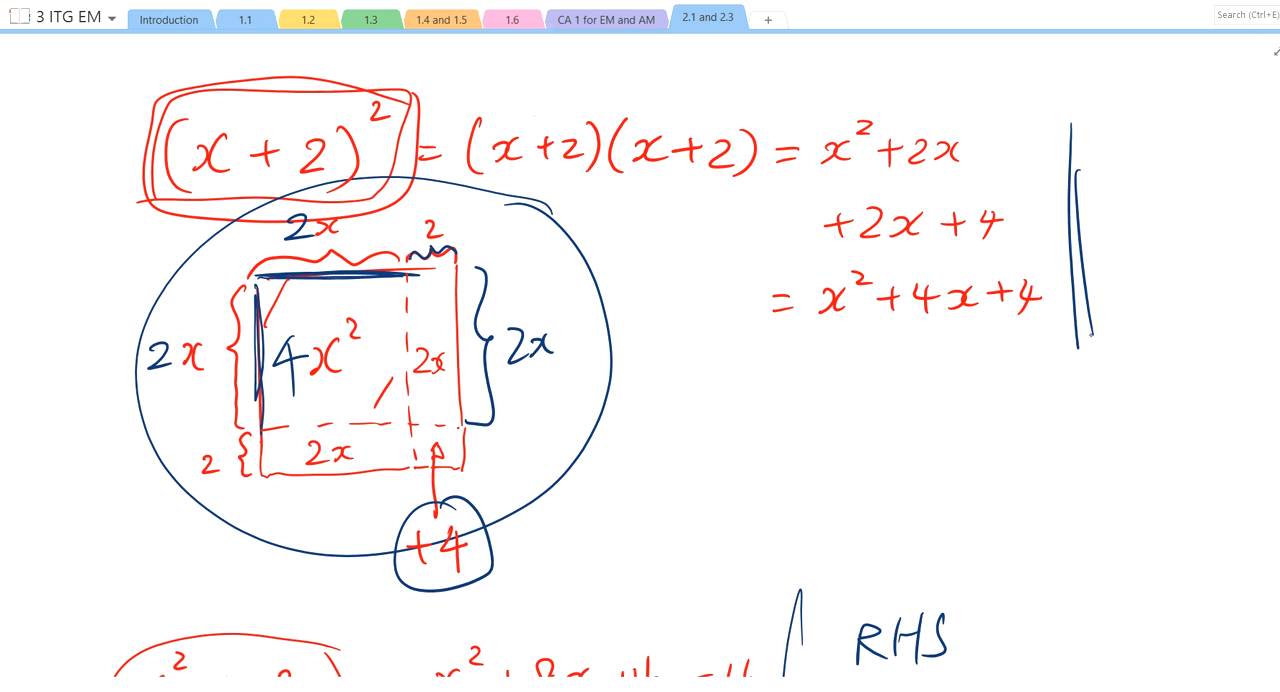 3 ITG EM
Introduction 1.1 1.2 1.3 1.4 and 1.5 1.6 CA 1 for EM and AM 2.1 and 2.3 +
Search (Ctrl+E)
(x + 2)² = (x+2)(x+2) = x² + 2x
+2x + 4
= x² + 4x + 4
2x 2
2x 4x² 2x 2x
2 2x
+4
RHS